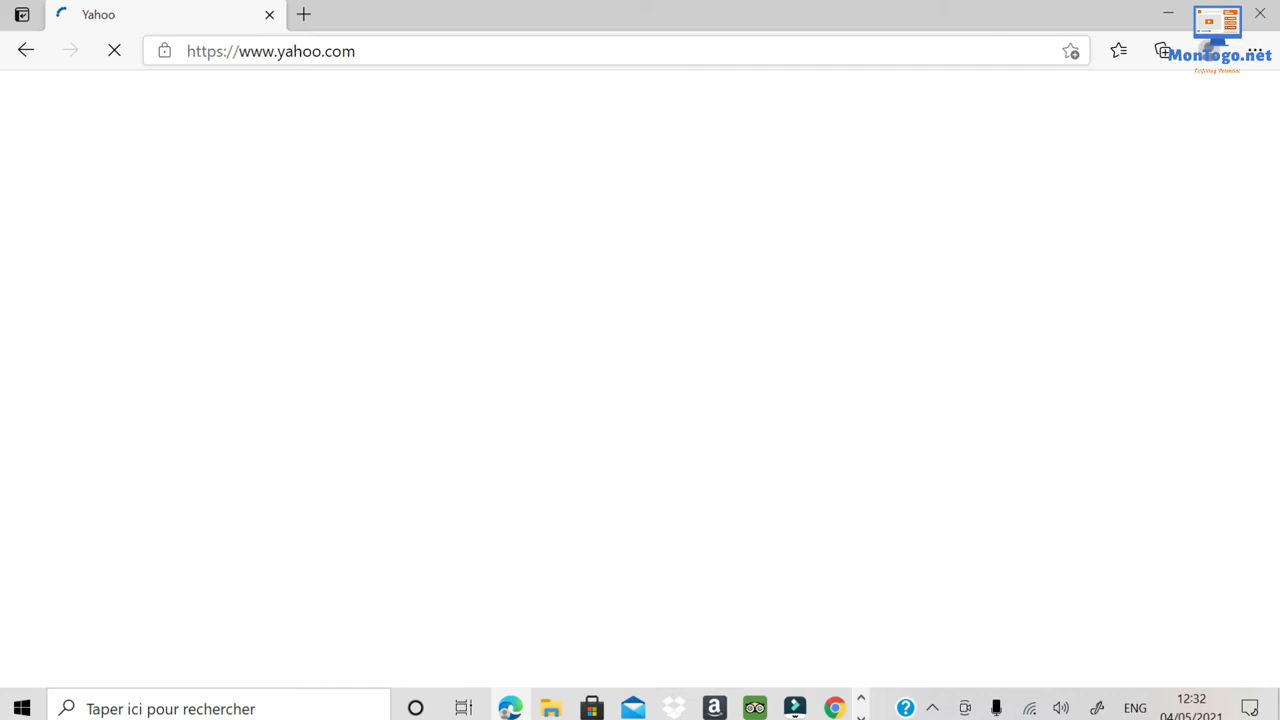 Yahoo
https://www.yahoo.com
MonTogo.net
Taper ici pour rechercher
ENG
12:32
04/05/2021